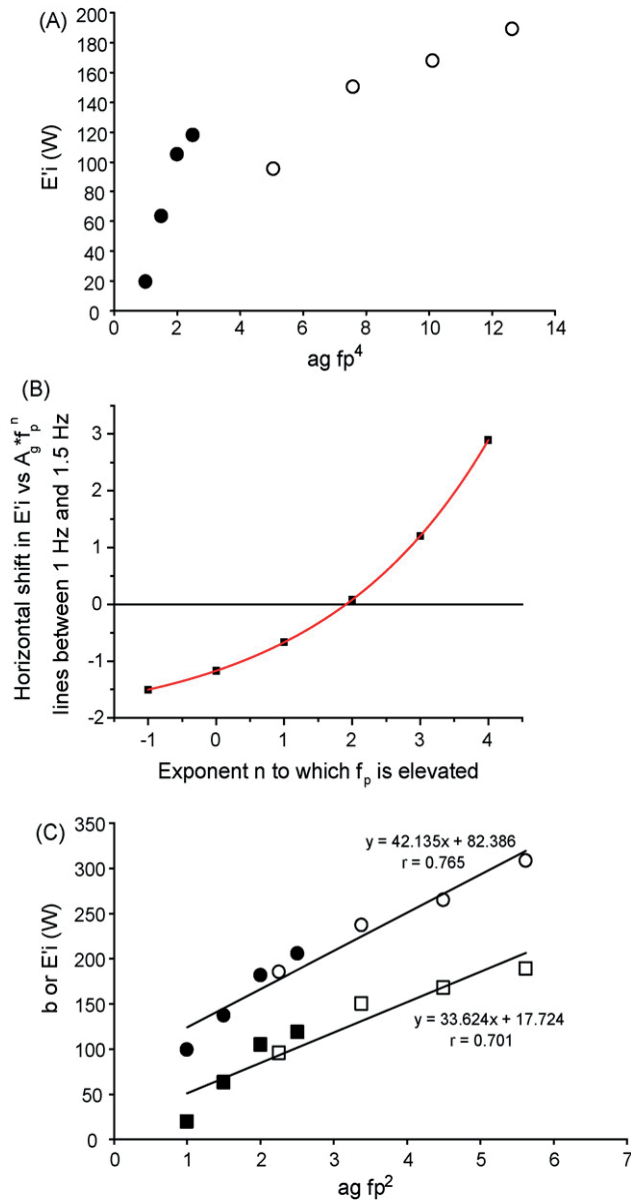 (A)
200
180
160
140
120
100
80
60
40
20
0
E'i (W)
0 2 4 6 8 10 12 14
ag fp⁴
(B)
3
2
1
0
-1
-2
Horizontal shift in E'i vs A_g*f_p^n
lines between 1 Hz and 1.5 Hz
-1 0 1 2 3 4
Exponent n to which f_p is elevated
(C)
350
300
250
200
150
100
50
0
b or E'i (W)
y = 42.135x + 82.386
r = 0.765
y = 33.624x + 17.724
r = 0.701
0 1 2 3 4 5 6 7
ag fp²